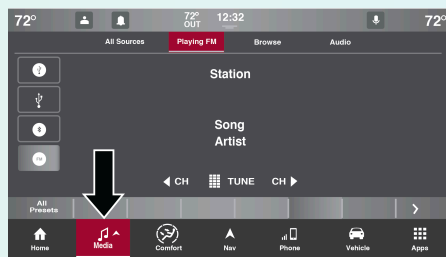 72° 72° OUT 12:32 72°
All Sources Playing FM Browse Audio
Station
Song
Artist
FM
CH TUNE CH
All Presets
Home Media Comfort Nav Phone Vehicle Apps